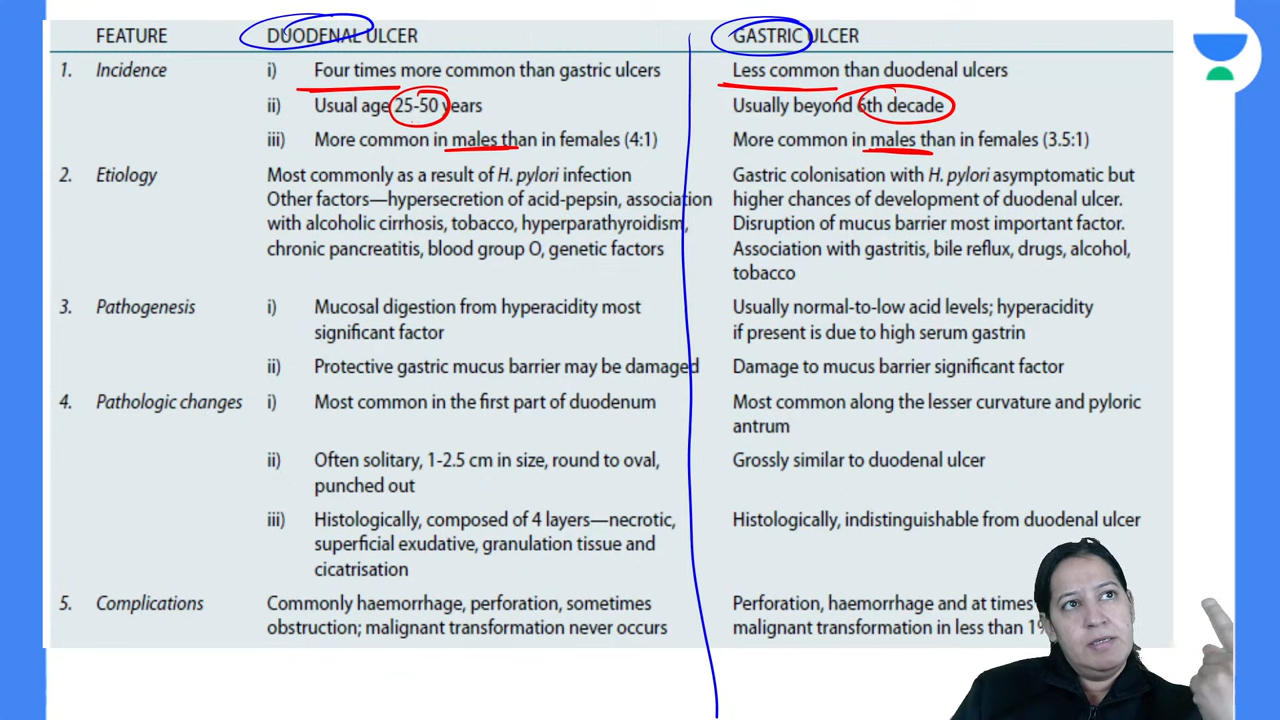 FEATURE DUODENAL ULCER GASTRIC ULCER
1. Incidence i) Four times more common than gastric ulcers Less common than duodenal ulcers
ii) Usual age 25-50 years Usually beyond 6th decade
iii) More common in males than in females (4:1) More common in males than in females (3.5:1)
2. Etiology Most commonly as a result of H. pylori infection Gastric colonisation with H. pylori asymptomatic but
Other factors—hypersecretion of acid-pepsin, association higher chances of development of duodenal ulcer.
with alcoholic cirrhosis, tobacco, hyperparathyroidism, Disruption of mucus barrier most important factor.
chronic pancreatitis, blood group O, genetic factors Association with gastritis, bile reflux, drugs, alcohol,
tobacco
3. Pathogenesis i) Mucosal digestion from hyperacidity most Usually normal-to-low acid levels; hyperacidity
significant factor if present is due to high serum gastrin
ii) Protective gastric mucus barrier may be damaged Damage to mucus barrier significant factor
4. Pathologic changes i) Most common in the first part of duodenum Most common along the lesser curvature and pyloric
antrum
ii) Often solitary, 1-2.5 cm in size, round to oval, Grossly similar to duodenal ulcer
punched out
iii) Histologically, composed of 4 layers—necrotic, Histologically, indistinguishable from duodenal ulcer
superficial exudative, granulation tissue and
cicatrisation
5. Complications Commonly haemorrhage, perforation, sometimes Perforation, haemorrhage and at times
obstruction; malignant transformation never occurs malignant transformation in less than